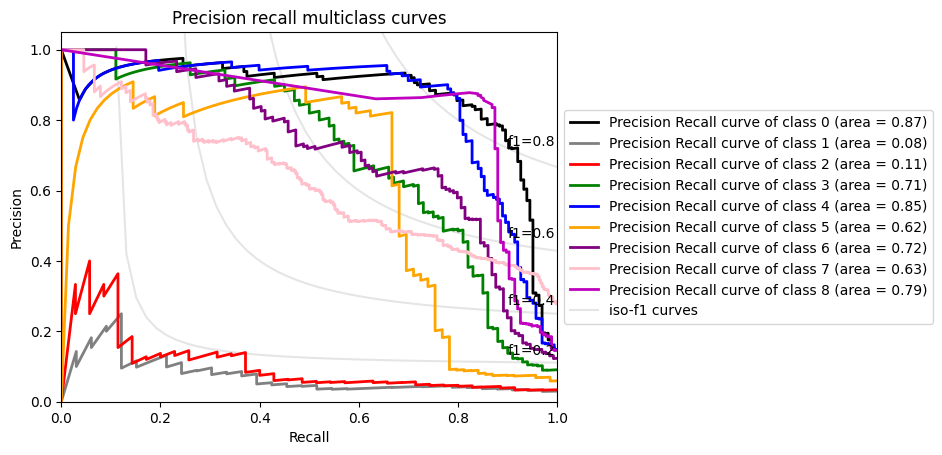 Precision recall multiclass curves
Precision
1.0
0.8
0.6
0.4
0.2
0.0
f1=0.8
f1=0.6
f1=0.4
f1=0.2
0.0 0.2 0.4 0.6 0.8 1.0
Recall
Precision Recall curve of class 0 (area = 0.87)
Precision Recall curve of class 1 (area = 0.08)
Precision Recall curve of class 2 (area = 0.11)
Precision Recall curve of class 3 (area = 0.71)
Precision Recall curve of class 4 (area = 0.85)
Precision Recall curve of class 5 (area = 0.62)
Precision Recall curve of class 6 (area = 0.72)
Precision Recall curve of class 7 (area = 0.63)
Precision Recall curve of class 8 (area = 0.79)
iso-f1 curves